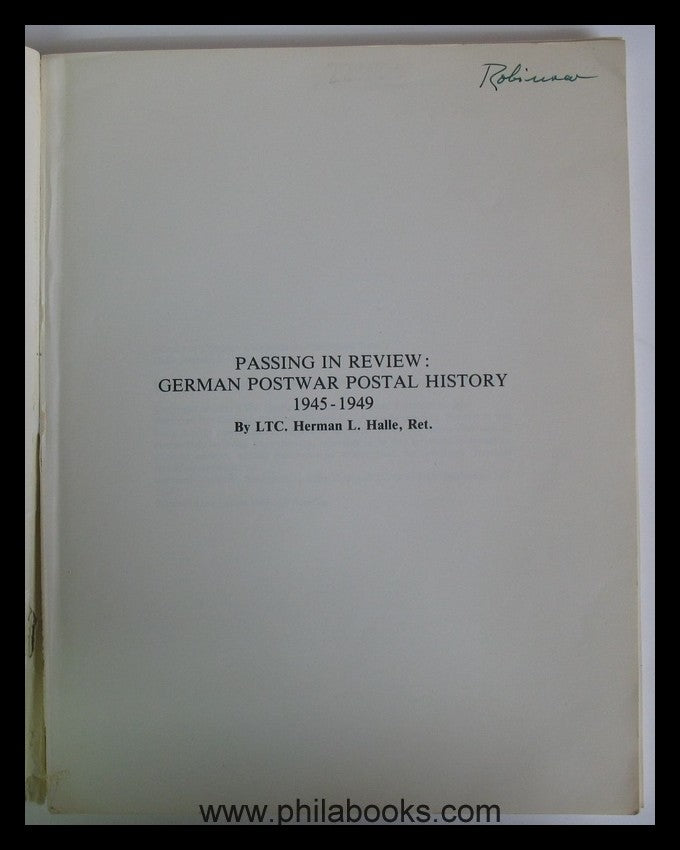 Robinson
PASSING IN REVIEW:
GERMAN POSTWAR POSTAL HISTORY
1945-1949
By LTC. Herman L. Halle, Ret.
www.philabooks.com